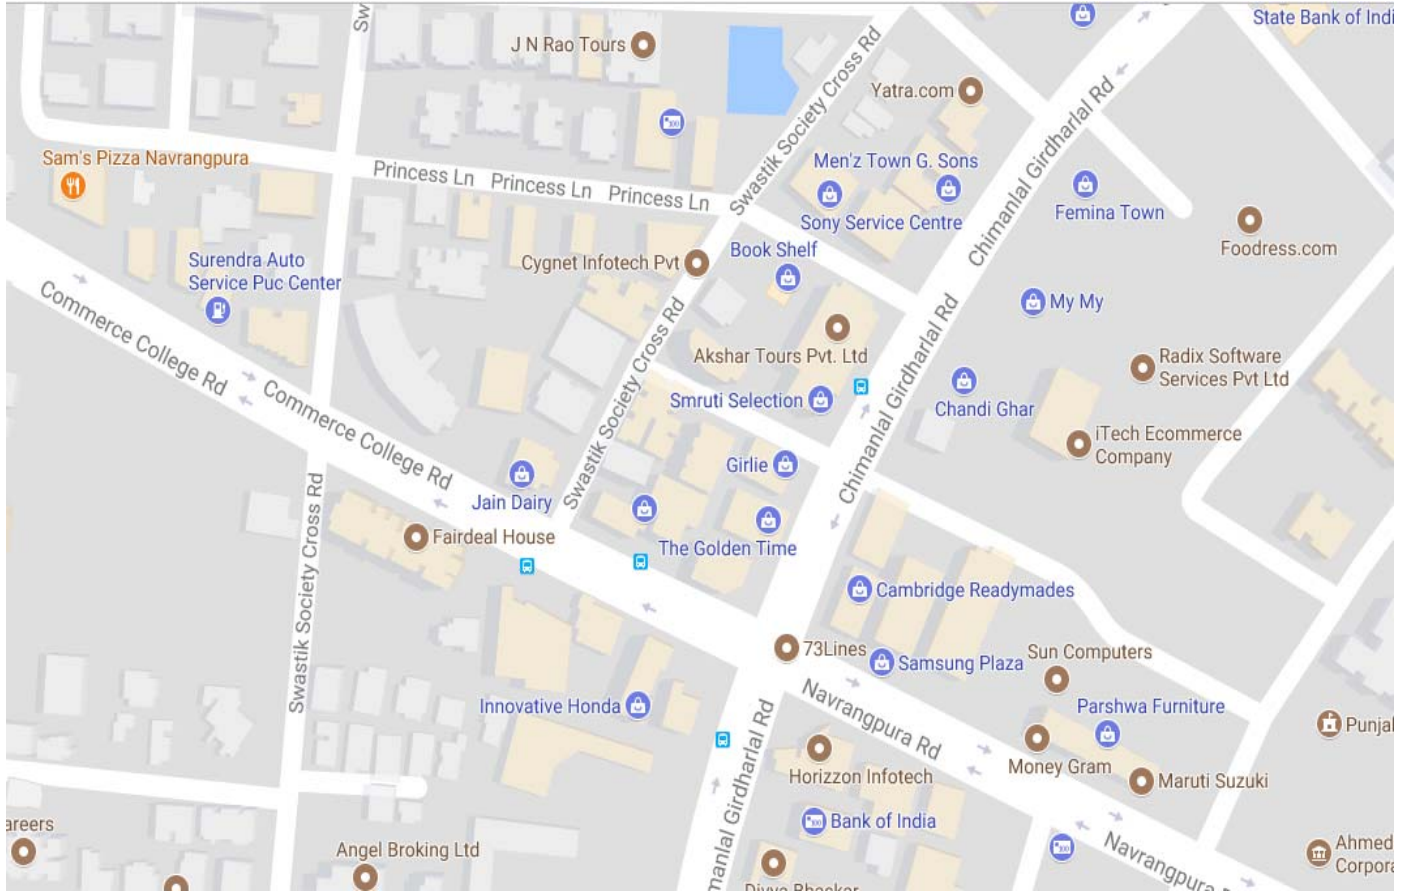 Sw
State Bank of Indi
J N Rao Tours
Swastik Society Cross Rd
Yatra.com
Chimanlal Girdharlal Rd
Sam's Pizza Navrangpura
Princess Ln
Princess Ln
Princess Ln
Men'z Town G. Sons
Sony Service Centre
Femina Town
Foodress.com
Surendra Auto
Service Puc Center
Cygnet Infotech Pvt
Book Shelf
My My
Commerce College Rd
Swastik Society Cross Rd
Akshar Tours Pvt. Ltd
Chimanlal Girdharlal Rd
Radix Software
Services Pvt Ltd
Smruti Selection
Chandi Ghar
Commerce College Rd
iTech Ecommerce
Company
Girlie
Jain Dairy
Fairdeal House
The Golden Time
Swastik Society Cross Rd
Cambridge Readymades
73Lines
Samsung Plaza
Sun Computers
Innovative Honda
Navrangpura Rd
Parshwa Furniture
Punjal
Horizzon Infotech
Money Gram
Maruti Suzuki
manlal Girdharlal Rd
Bank of India
areers
Angel Broking Ltd
Navrangpura
Ahmed
Corpora